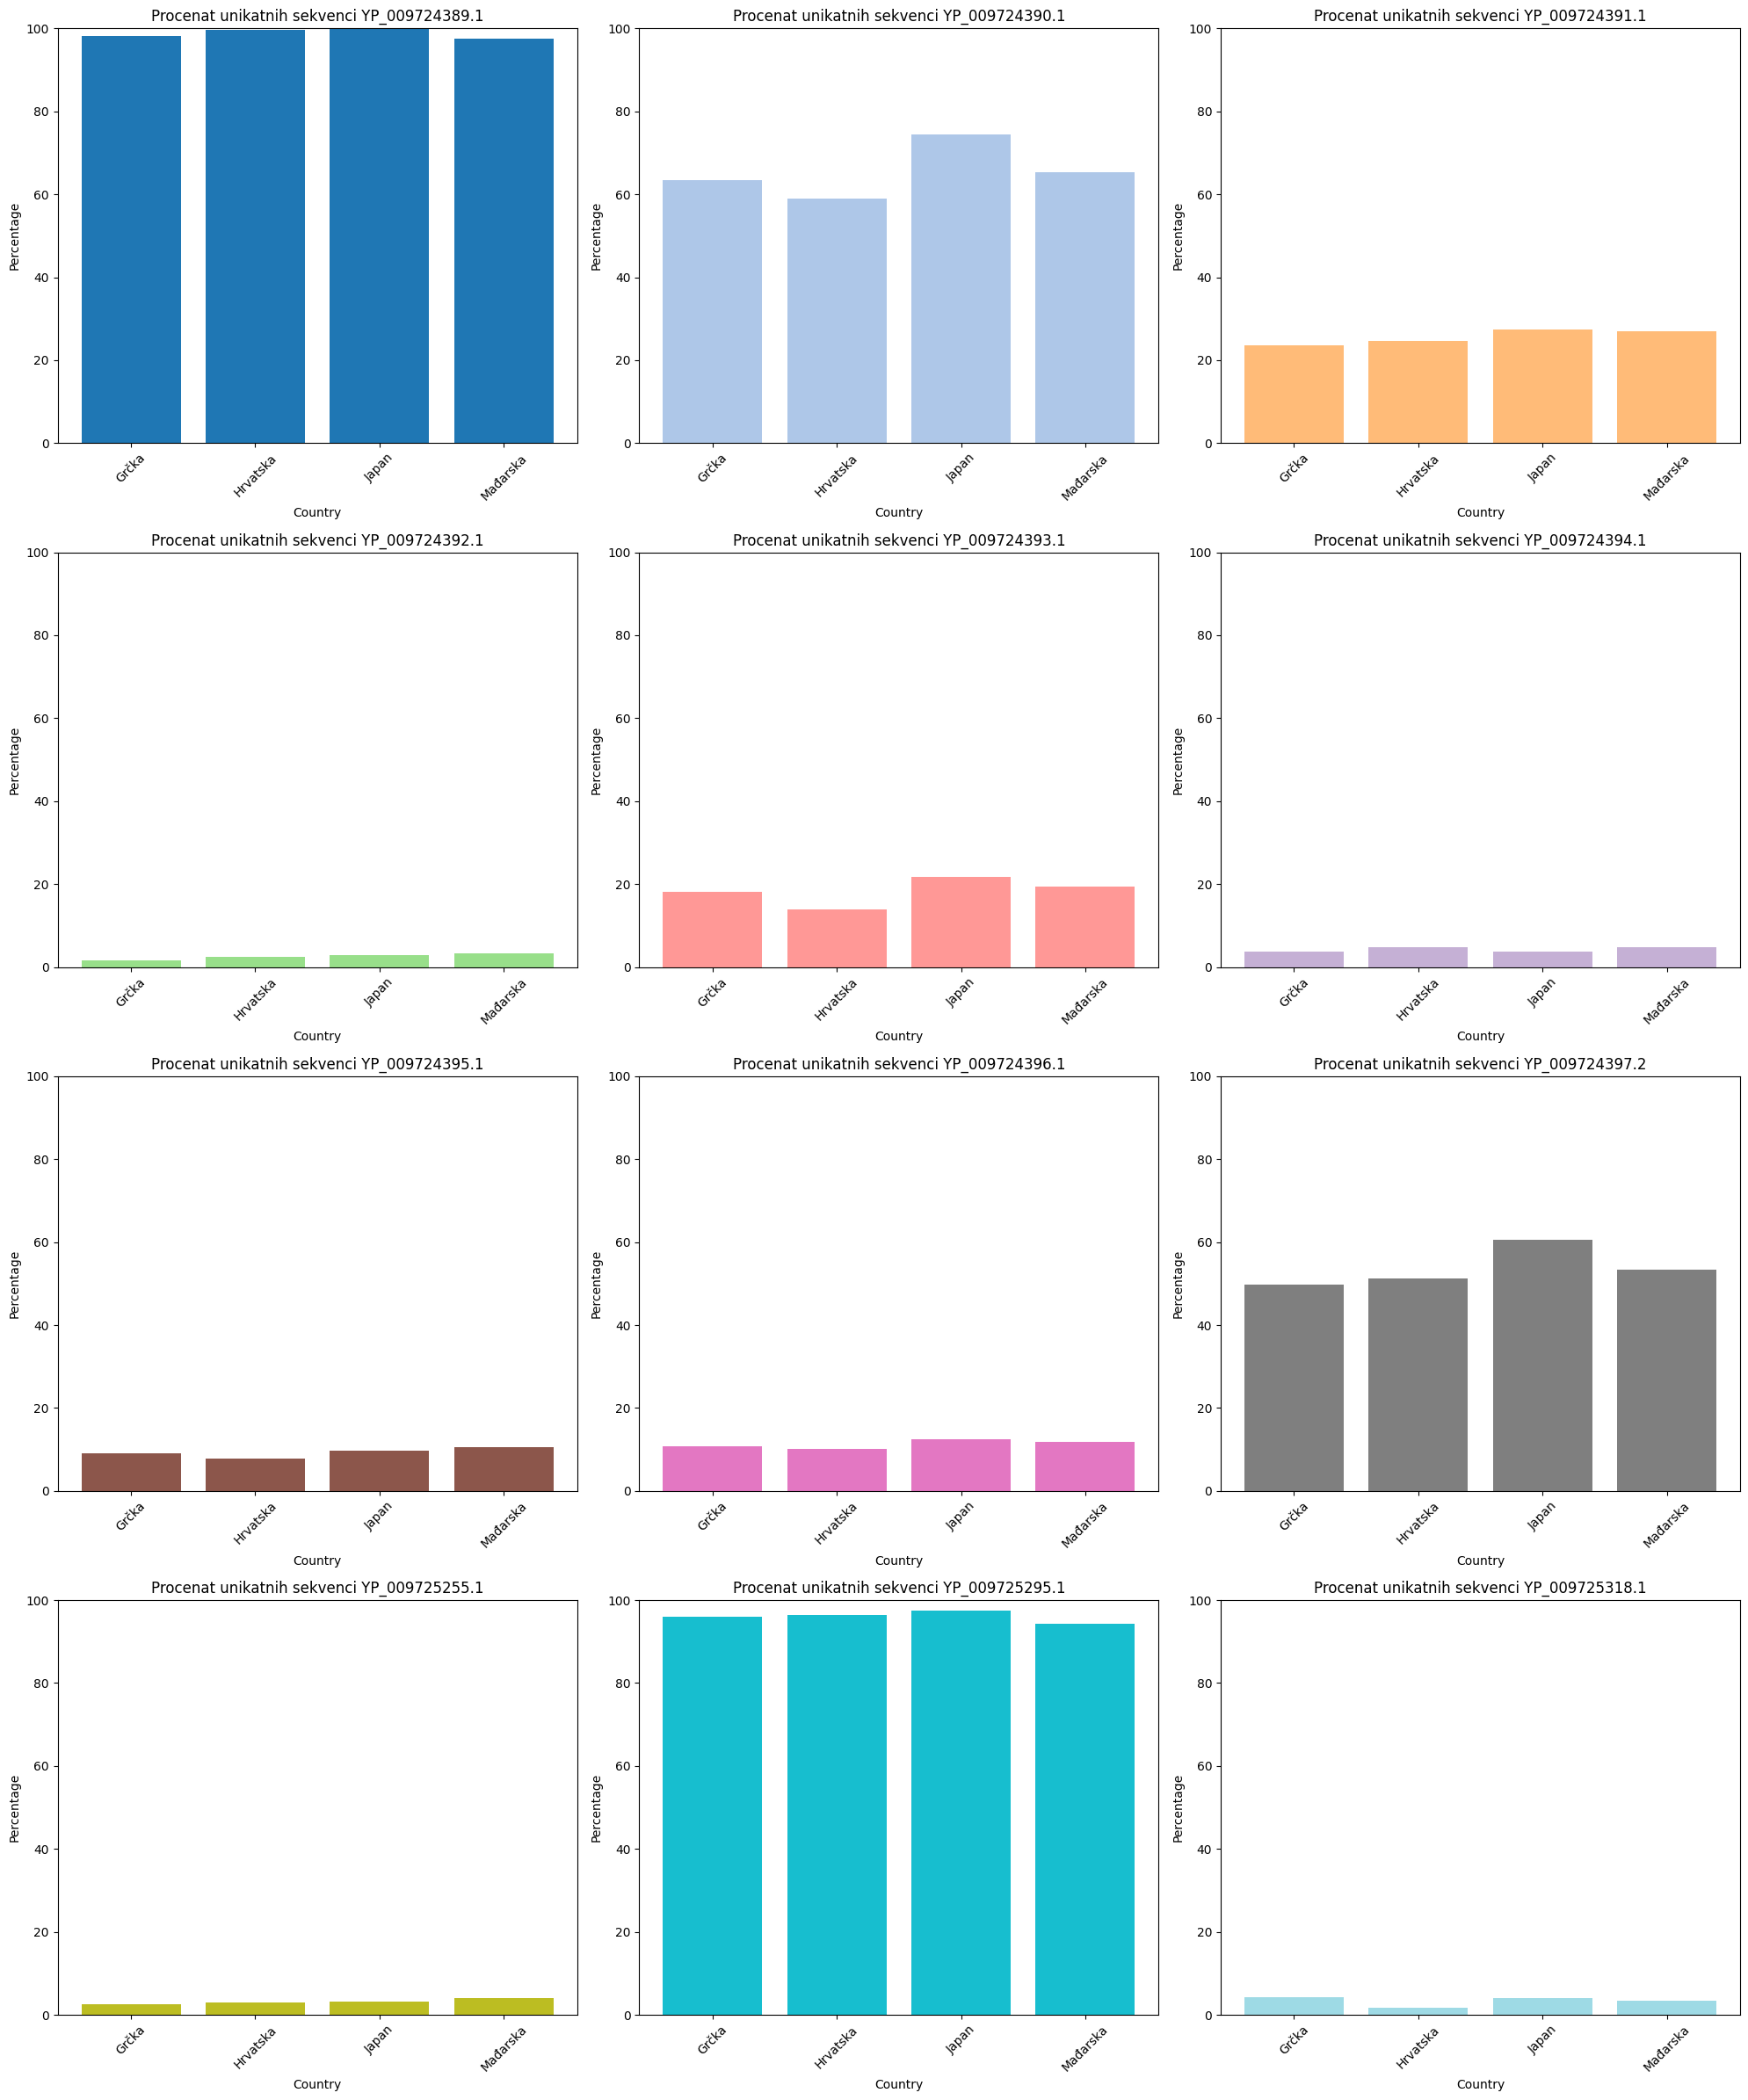 Procenat unikatnih sekvenci YP_009724389.1
100
80
60
40
20
0
Percentage
Grčka
Hrvatska
Japan
Mađarska
Country
Procenat unikatnih sekvenci YP_009724390.1
100
80
60
40
20
0
Percentage
Grčka
Hrvatska
Japan
Mađarska
Country
Procenat unikatnih sekvenci YP_009724391.1
100
80
60
40
20
0
Percentage
Grčka
Hrvatska
Japan
Mađarska
Country
Procenat unikatnih sekvenci YP_009724392.1
100
80
60
40
20
0
Percentage
Grčka
Hrvatska
Japan
Mađarska
Country
Procenat unikatnih sekvenci YP_009724393.1
100
80
60
40
20
0
Percentage
Grčka
Hrvatska
Japan
Mađarska
Country
Procenat unikatnih sekvenci YP_009724394.1
100
80
60
40
20
0
Percentage
Grčka
Hrvatska
Japan
Mađarska
Country
Procenat unikatnih sekvenci YP_009724395.1
100
80
60
40
20
0
Percentage
Grčka
Hrvatska
Japan
Mađarska
Country
Procenat unikatnih sekvenci YP_009724396.1
100
80
60
40
20
0
Percentage
Grčka
Hrvatska
Japan
Mađarska
Country
Procenat unikatnih sekvenci YP_009724397.2
100
80
60
40
20
0
Percentage
Grčka
Hrvatska
Japan
Mađarska
Country
Procenat unikatnih sekvenci YP_009725255.1
100
80
60
40
20
0
Percentage
Grčka
Hrvatska
Japan
Mađarska
Country
Procenat unikatnih sekvenci YP_009725295.1
100
80
60
40
20
0
Percentage
Grčka
Hrvatska
Japan
Mađarska
Country
Procenat unikatnih sekvenci YP_009725318.1
100
80
60
40
20
0
Percentage
Grčka
Hrvatska
Japan
Mađarska
Country